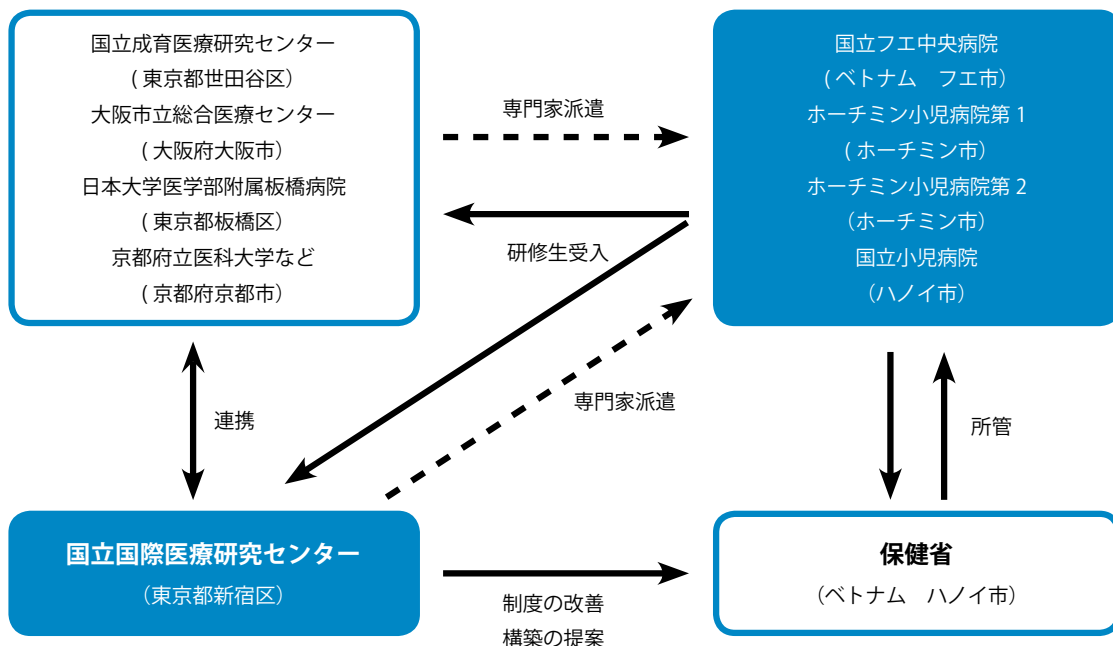 国立成育医療研究センター
( 東京都世田谷区）
大阪市立総合医療センター
( 大阪府大阪市）
日本大学医学部附属板橋病院
( 東京都板橋区）
京都府立医科大学など
( 京都府京都市）
専門家派遣
研修生受入
国立フエ中央病院
( ベトナム　フエ市）
ホーチミン小児病院第 1
( ホーチミン市）
ホーチミン小児病院第 2
（ホーチミン市）
国立小児病院
（ハノイ市）
連携
専門家派遣
所管
国立国際医療研究センター
（東京都新宿区）
制度の改善
構築の提案
保健省
（ベトナム　ハノイ市）